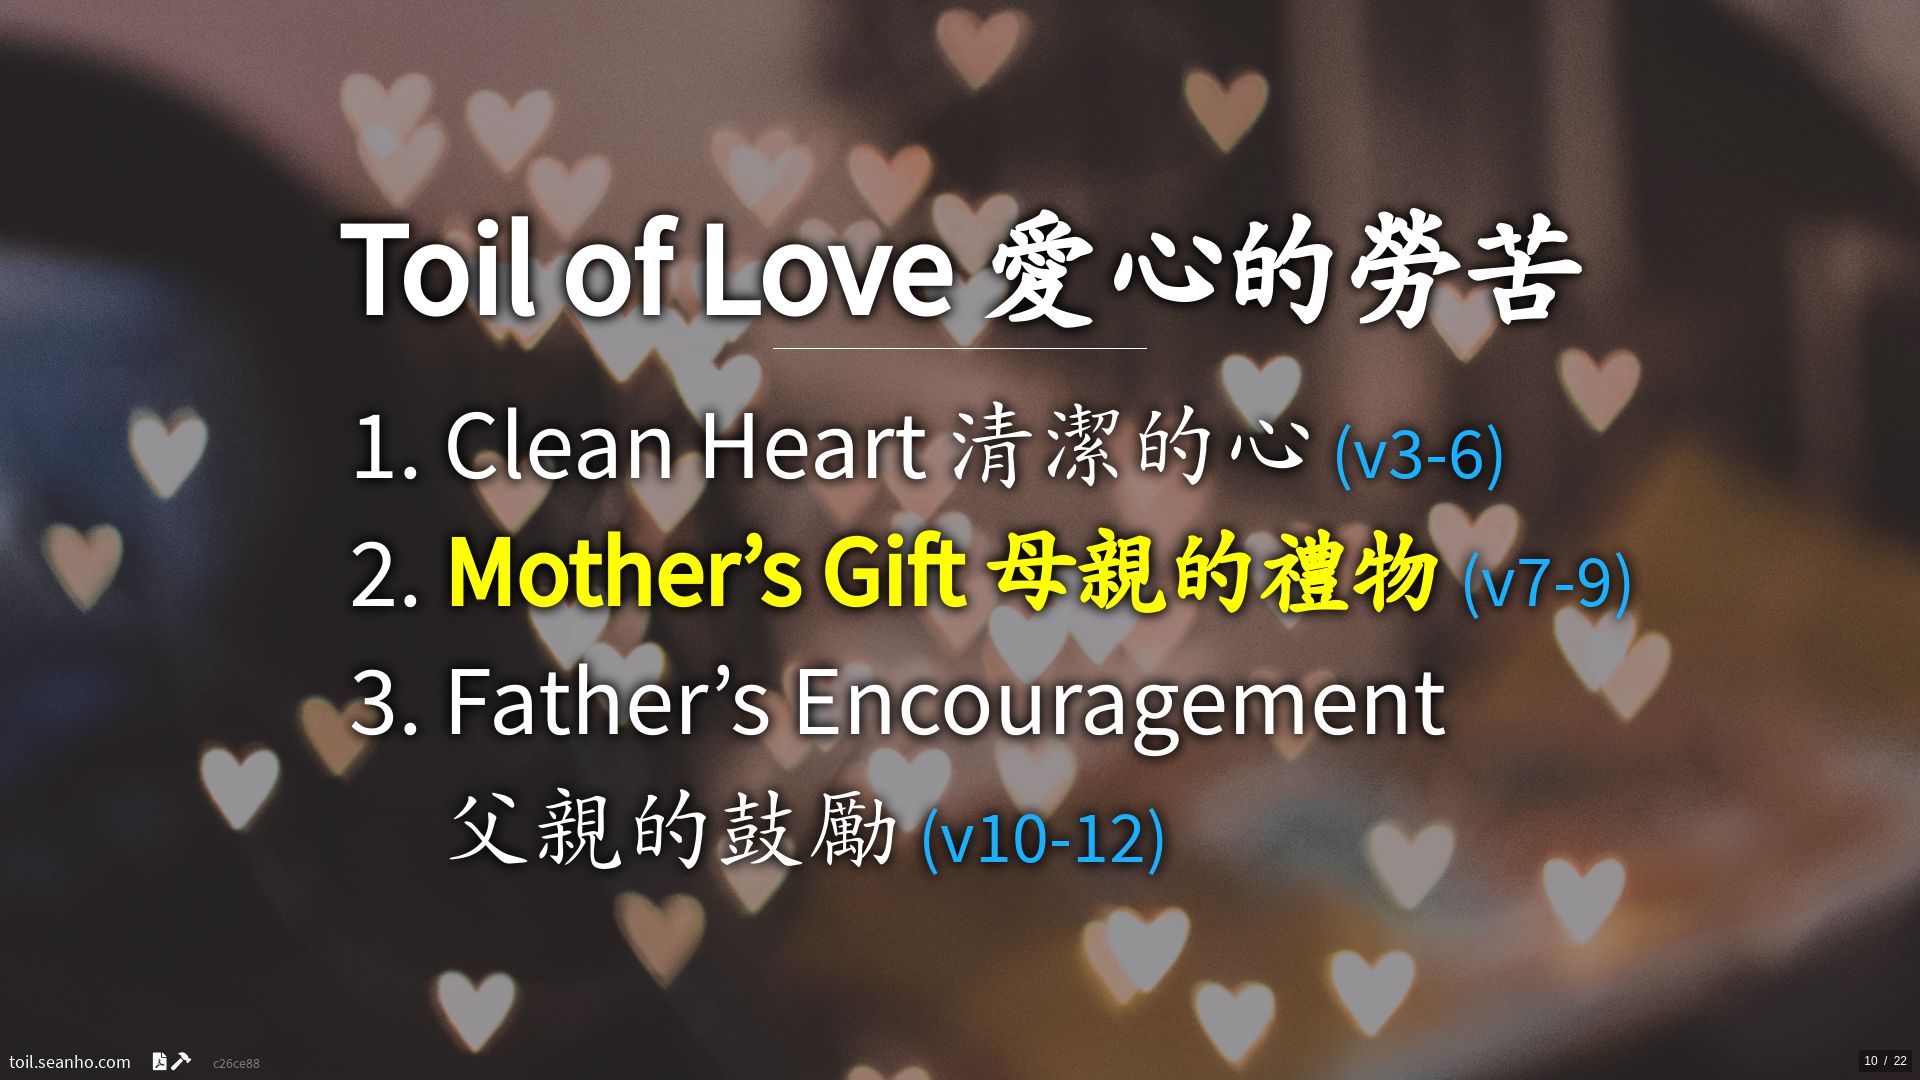 Toil of Love 愛心的勞苦
1. Clean Heart 清潔的心 (v3-6)
2. Mother’s Gift 母親的禮物 (v7-9)
3. Father’s Encouragement
父親的鼓勵 (v10-12)
toil.seanho.com c26ce88
10 / 22